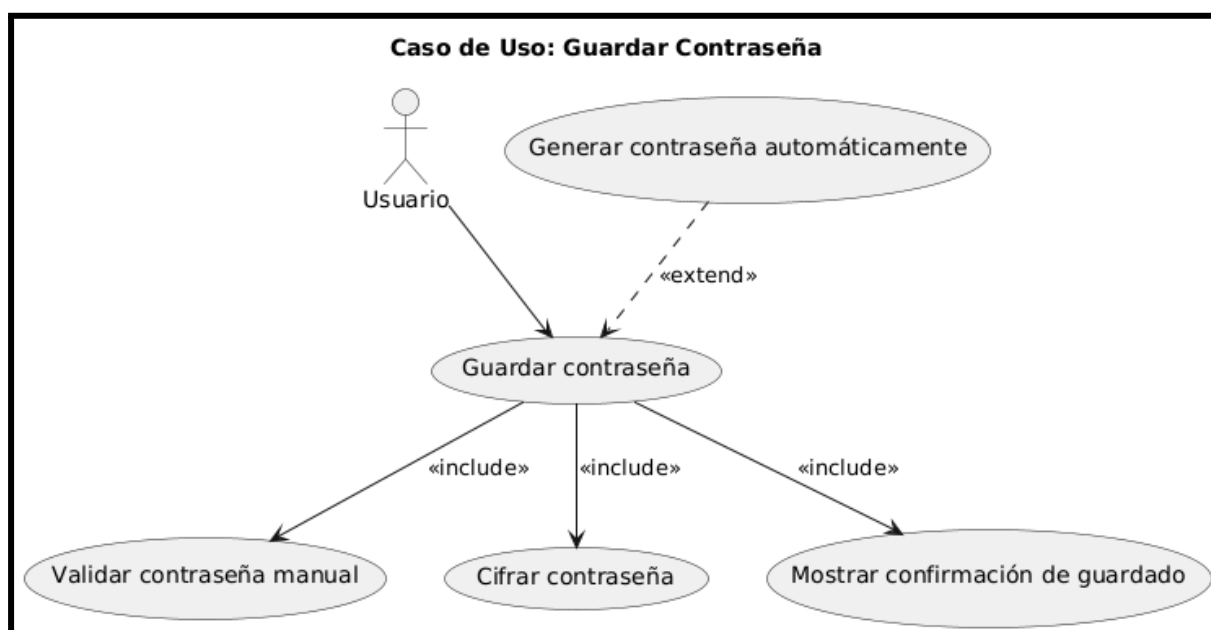 Caso de Uso: Guardar Contraseña
Generar contraseña automáticamente
Usuario
«extend»
Guardar contraseña
«include»
«include»
«include»
Validar contraseña manual
Cifrar contraseña
Mostrar confirmación de guardado